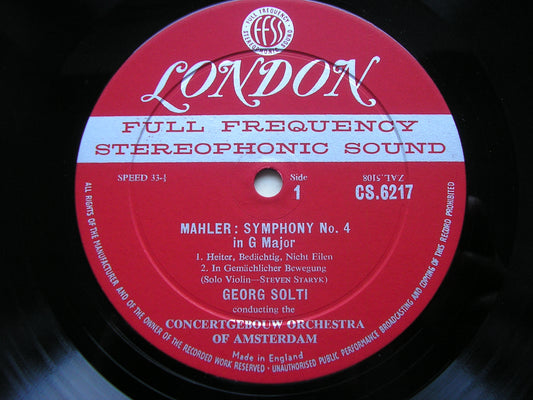 FULL FREQUENCY
ffss
STEREOPHONIC SOUND
LONDON
FULL FREQUENCY
STEREOPHONIC SOUND
SPEED 33⅓
Side
1
ZAL.5108
CS.6217
MAHLER: SYMPHONY No. 4
in G Major
1. Heiter, Bedächtig, Nicht Eilen
2. In Gemächlicher Bewegung
(Solo Violin—STEVEN STARYK)
GEORG SOLTI
conducting the
CONCERTGEBOUW ORCHESTRA
OF AMSTERDAM
Made in England
ALL RIGHTS OF THE MANUFACTURER AND OF THE OWNER OF THE RECORDED WORK RESERVED · UNAUTHORISED PUBLIC PERFORMANCE BROADCASTING AND COPYING OF THIS RECORD PROHIBITED